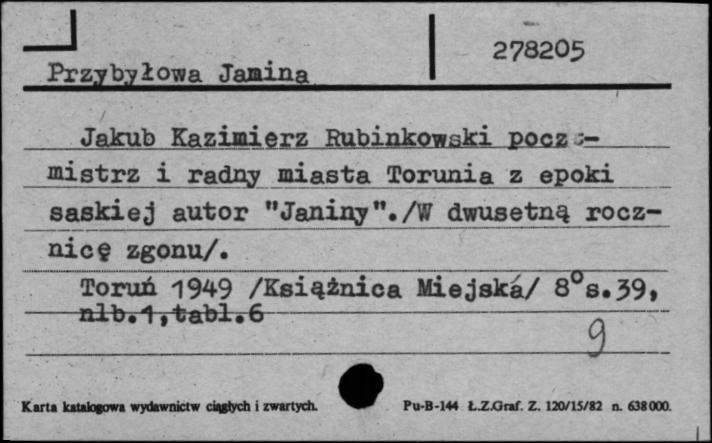 278205
Przybyłowa Janina
Jakub Kazimierz Rubinkowski pocz-
mistrz i radny miasta Torunia z epoki
saskiej autor "Janiny"./W dwusetną rocz-
nicę zgonu/.
Toruń 1949 /Książnica Miejska/ 8°s.39,
nlb.1,tabl.6
9
Karta katalogowa wydawnictw ciągłych i zwartych. Pu-B-144 Ł.Z.Graf. Z. 120/15/82 n. 638000.